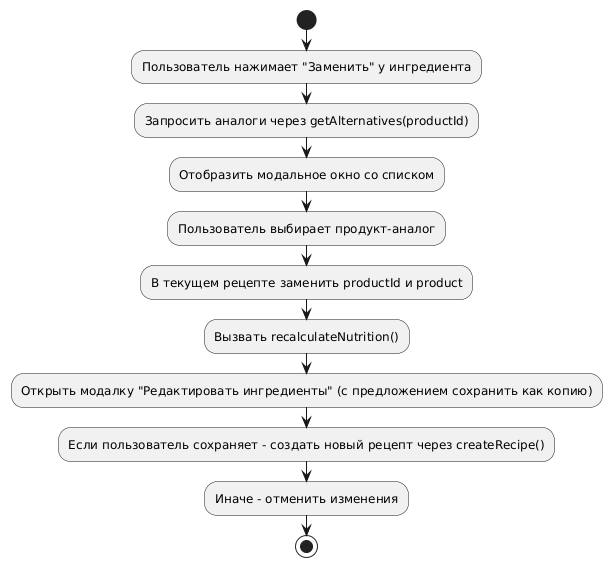 Пользователь нажимает "Заменить" у ингредиента
Запросить аналоги через getAlternatives(productId)
Отобразить модальное окно со списком
Пользователь выбирает продукт-аналог
В текущем рецепте заменить productId и product
Вызвать recalculateNutrition()
Открыть модалку "Редактировать ингредиенты" (с предложением сохранить как копию)
Если пользователь сохраняет - создать новый рецепт через createRecipe()
Иначе - отменить изменения